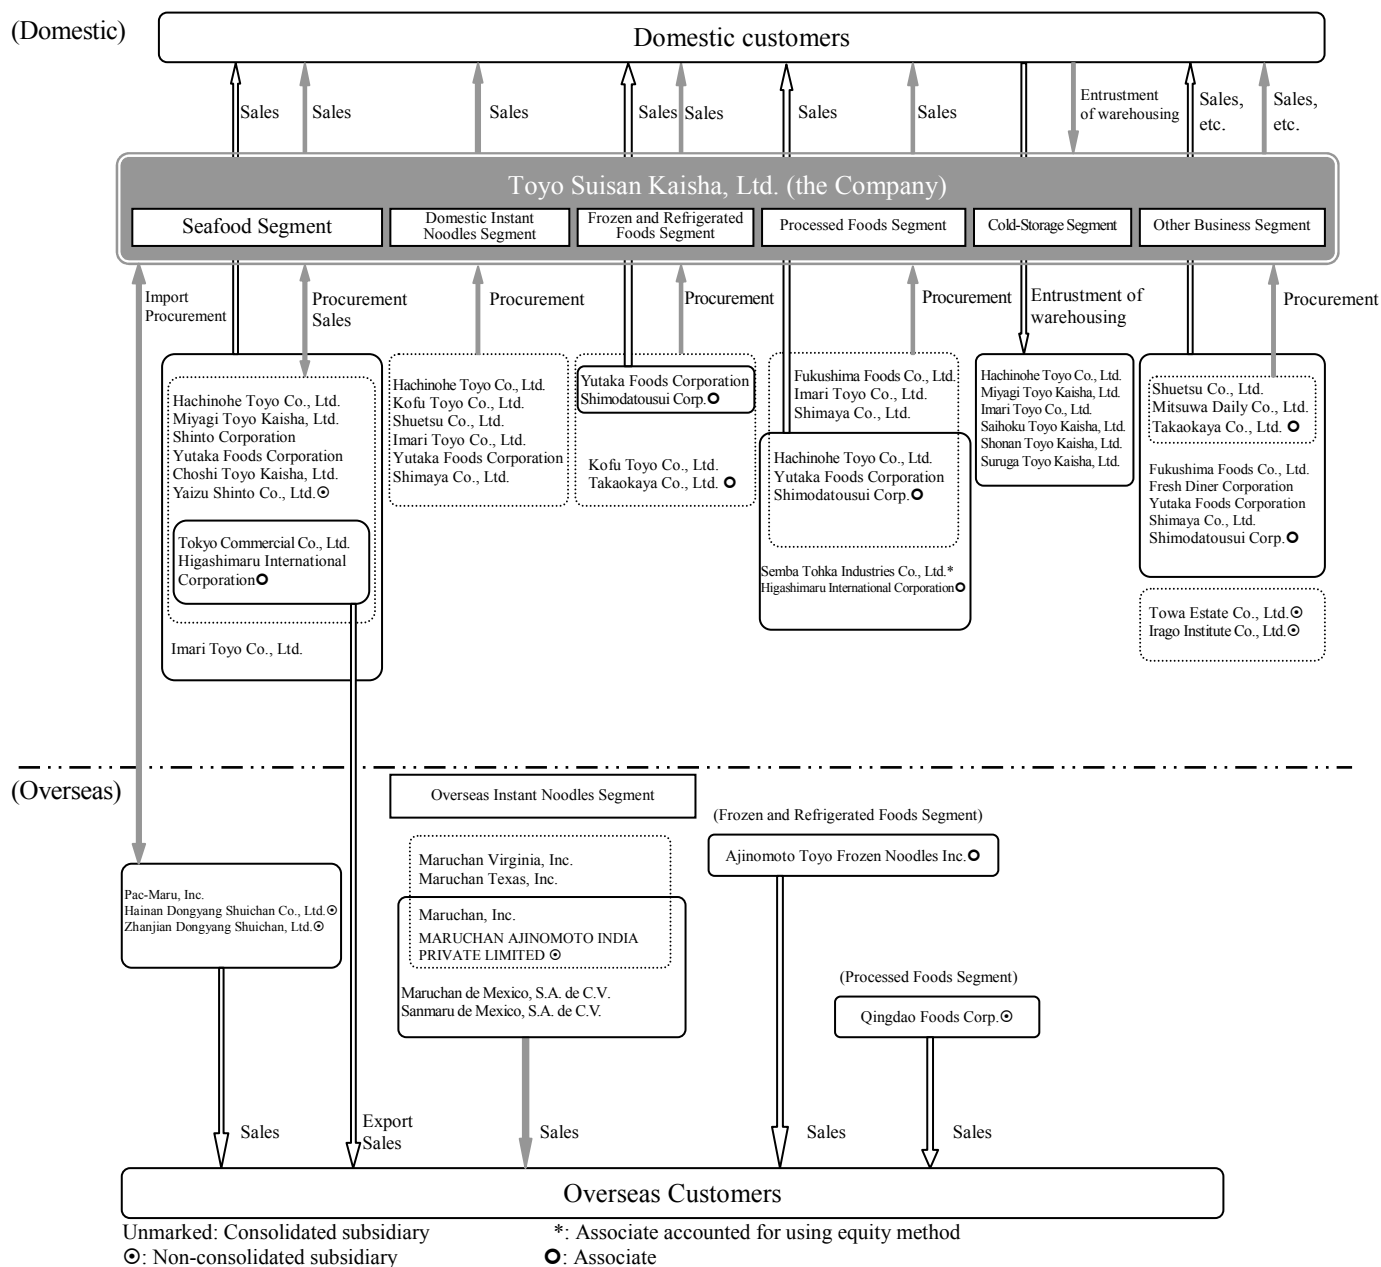 (Domestic)
Domestic customers
Sales
Sales
Sales
Sales
Sales
Sales
Sales
Entrustment
of warehousing
Sales,
etc.
Sales,
etc.
Toyo Suisan Kaisha, Ltd. (the Company)
Seafood Segment
Domestic Instant
Noodles Segment
Frozen and Refrigerated
Foods Segment
Processed Foods Segment
Cold-Storage Segment
Other Business Segment
Import
Procurement
Procurement
Sales
Procurement
Procurement
Procurement
Entrustment of
warehousing
Procurement
Hachinohe Toyo Co., Ltd.
Miyagi Toyo Kaisha, Ltd.
Shinto Corporation
Yutaka Foods Corporation
Choshi Toyo Kaisha, Ltd.
Yaizu Shinto Co., Ltd.⊙
Tokyo Commercial Co., Ltd.
Higashimaru International
Corporation○
Imari Toyo Co., Ltd.
Hachinohe Toyo Co., Ltd.
Kofu Toyo Co., Ltd.
Shuetsu Co., Ltd.
Imari Toyo Co., Ltd.
Yutaka Foods Corporation
Shimaya Co., Ltd.
Yutaka Foods Corporation
Shimodatousui Corp.○
Kofu Toyo Co., Ltd.
Takaokaya Co., Ltd. ○
Fukushima Foods Co., Ltd.
Imari Toyo Co., Ltd.
Shimaya Co., Ltd.
Hachinohe Toyo Co., Ltd.
Yutaka Foods Corporation
Shimodatousui Corp.○
Semba Tohka Industries Co., Ltd.*
Higashimaru International Corporation○
Hachinohe Toyo Co., Ltd.
Miyagi Toyo Kaisha, Ltd.
Imari Toyo Co., Ltd.
Saihoku Toyo Kaisha, Ltd.
Shonan Toyo Kaisha, Ltd.
Suruga Toyo Kaisha, Ltd.
Shuetsu Co., Ltd.
Mitsuwa Daily Co., Ltd.
Takaokaya Co., Ltd. ○
Fukushima Foods Co., Ltd.
Fresh Diner Corporation
Yutaka Foods Corporation
Shimaya Co., Ltd.
Shimodatousui Corp.○
Towa Estate Co., Ltd.⊙
Irago Institute Co., Ltd.⊙
(Overseas)
Overseas Instant Noodles Segment
(Frozen and Refrigerated Foods Segment)
Ajinomoto Toyo Frozen Noodles Inc.○
Pac-Maru, Inc.
Hainan Dongyang Shuichan Co., Ltd.⊙
Zhanjian Dongyang Shuichan, Ltd.⊙
Maruchan Virginia, Inc.
Maruchan Texas, Inc.
Maruchan, Inc.
MARUCHAN AJINOMOTO INDIA
PRIVATE LIMITED ⊙
Maruchan de Mexico, S.A. de C.V.
Sanmaru de Mexico, S.A. de C.V.
(Processed Foods Segment)
Qingdao Foods Corp.⊙
Sales
Export
Sales
Sales
Sales
Sales
Overseas Customers
Unmarked: Consolidated subsidiary
*: Associate accounted for using equity method
⊙: Non-consolidated subsidiary
○: Associate